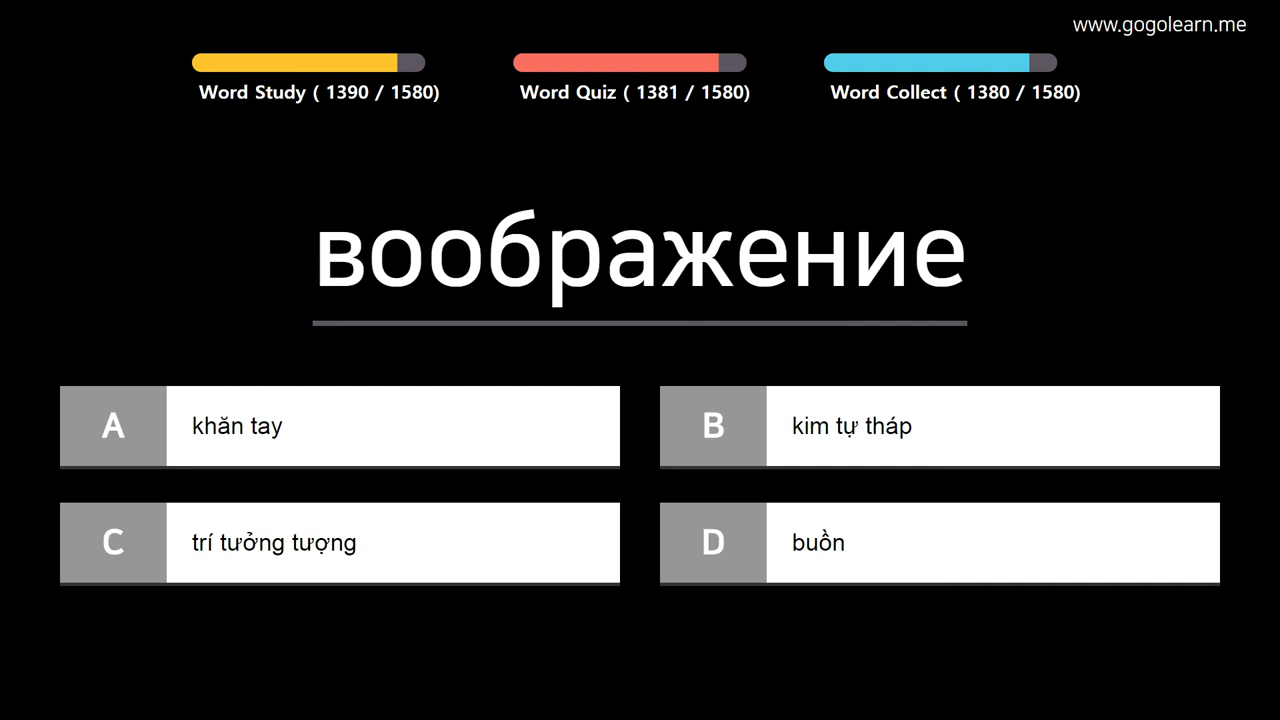 www.gogolearn.me
Word Study ( 1390 / 1580)
Word Quiz ( 1381 / 1580)
Word Collect ( 1380 / 1580)
воображение
A khăn tay
B kim tự tháp
C trí tưởng tượng
D buồn